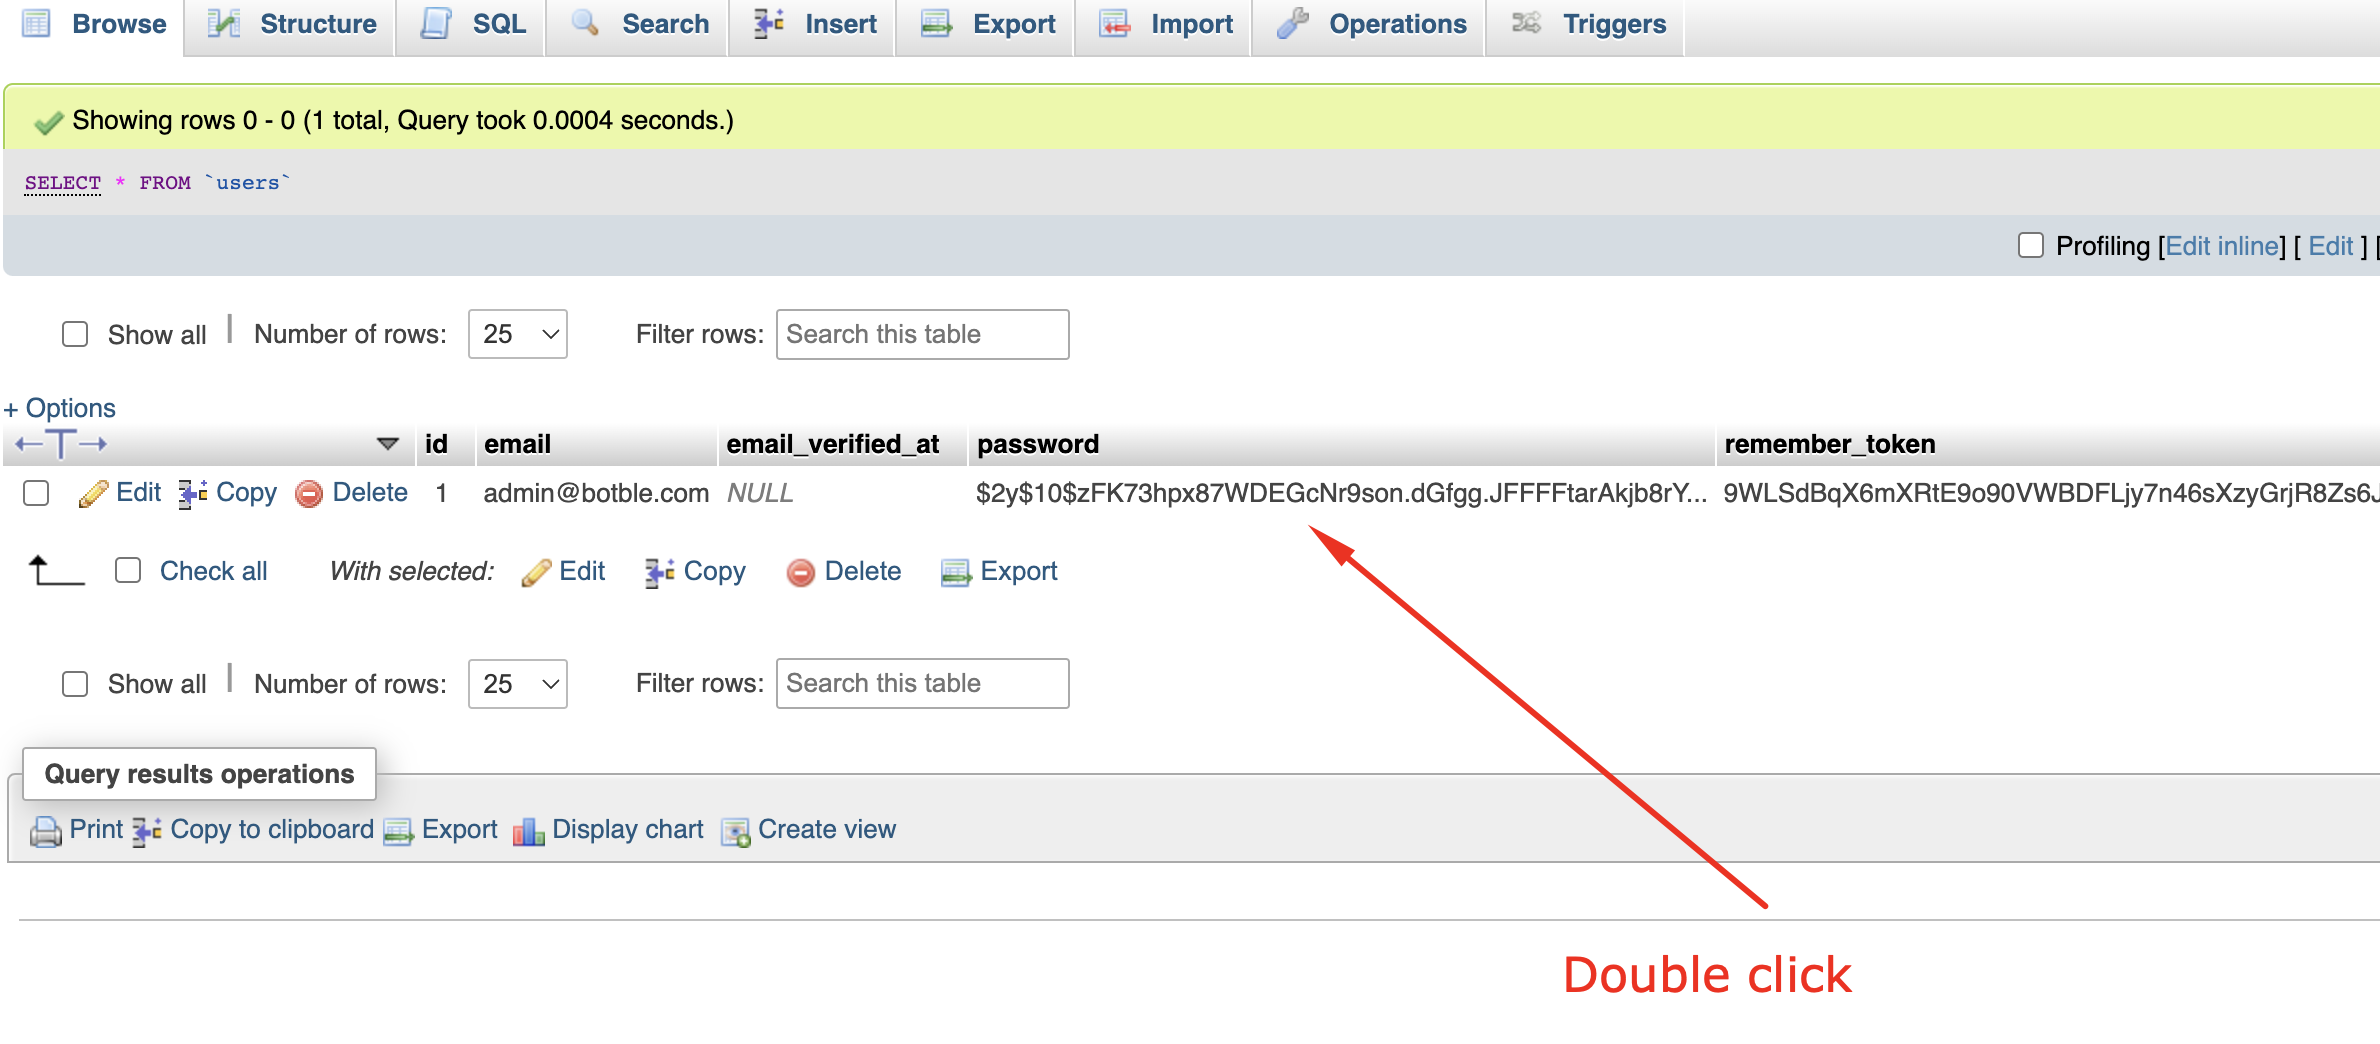 Browse Structure SQL Search Insert Export Import Operations Triggers
Showing rows 0 - 0 (1 total, Query took 0.0004 seconds.)
SELECT * FROM `users`
Profiling [Edit inline] [ Edit ] [
Show all | Number of rows: 25 Filter rows: Search this table
+ Options
←T→ id email email_verified_at password remember_token
Edit Copy Delete 1 admin@botble.com NULL $2y$10$zFK73hpx87WDEGcNr9son.dGfgg.JFFFFtarAkjb8rY... 9WLSdBqX6mXRtE9o90VWBDFLjy7n46sXzyGrjR8Zs6J
Check all With selected: Edit Copy Delete Export
Show all | Number of rows: 25 Filter rows: Search this table
Query results operations
Print Copy to clipboard Export Display chart Create view
Double click